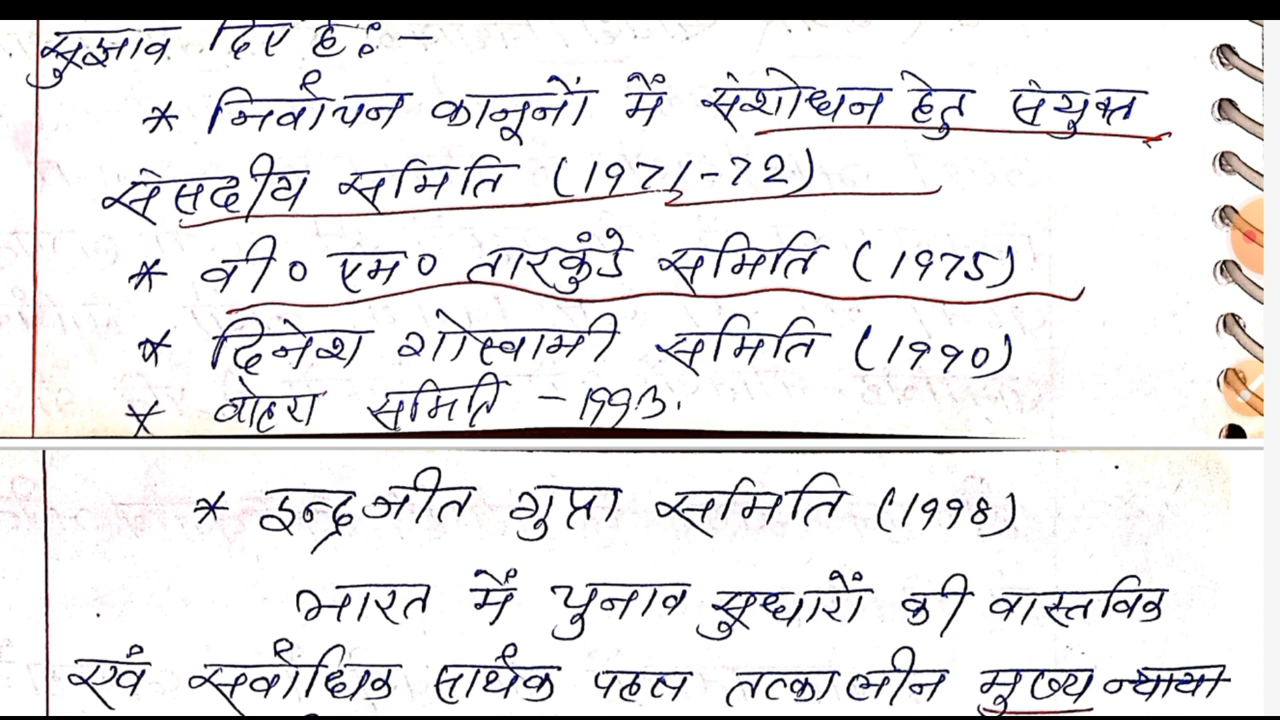 सुझाव दिए है:-
* निर्वाचन कानूनों में संशोधन हेतु संयुक्त
संसदीय समिति (1971-72)
* वी० एम० तारकुंडे समिति (1975)
* दिनेश गोस्वामी समिति (1990)
* वोहरा समिति - 1993.
* इन्द्रजीत गुप्ता समिति (1998)
भारत में चुनाव सुधारों की वास्तविक
एवं सर्वाधिक सार्थक पहल तत्कालीन मुख्य न्याया